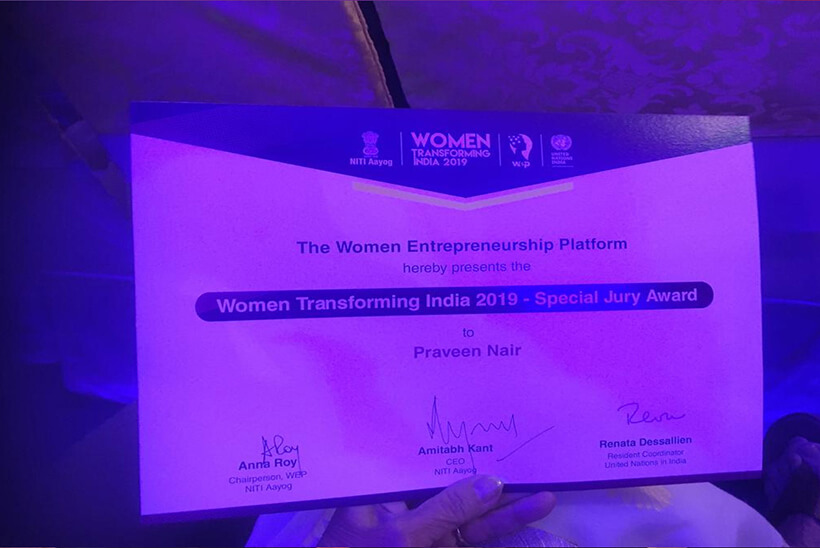 NITI Aayog
WOMEN
TRANSFORMING
INDIA 2019
WEP
UNITED
NATIONS
INDIA
The Women Entrepreneurship Platform
hereby presents the
Women Transforming India 2019 - Special Jury Award
to
Praveen Nair
Anna Roy
Chairperson, WEP
NITI Aayog
Amitabh Kant
CEO
NITI Aayog
Renata Dessallien
Resident Coordinator
United Nations in India